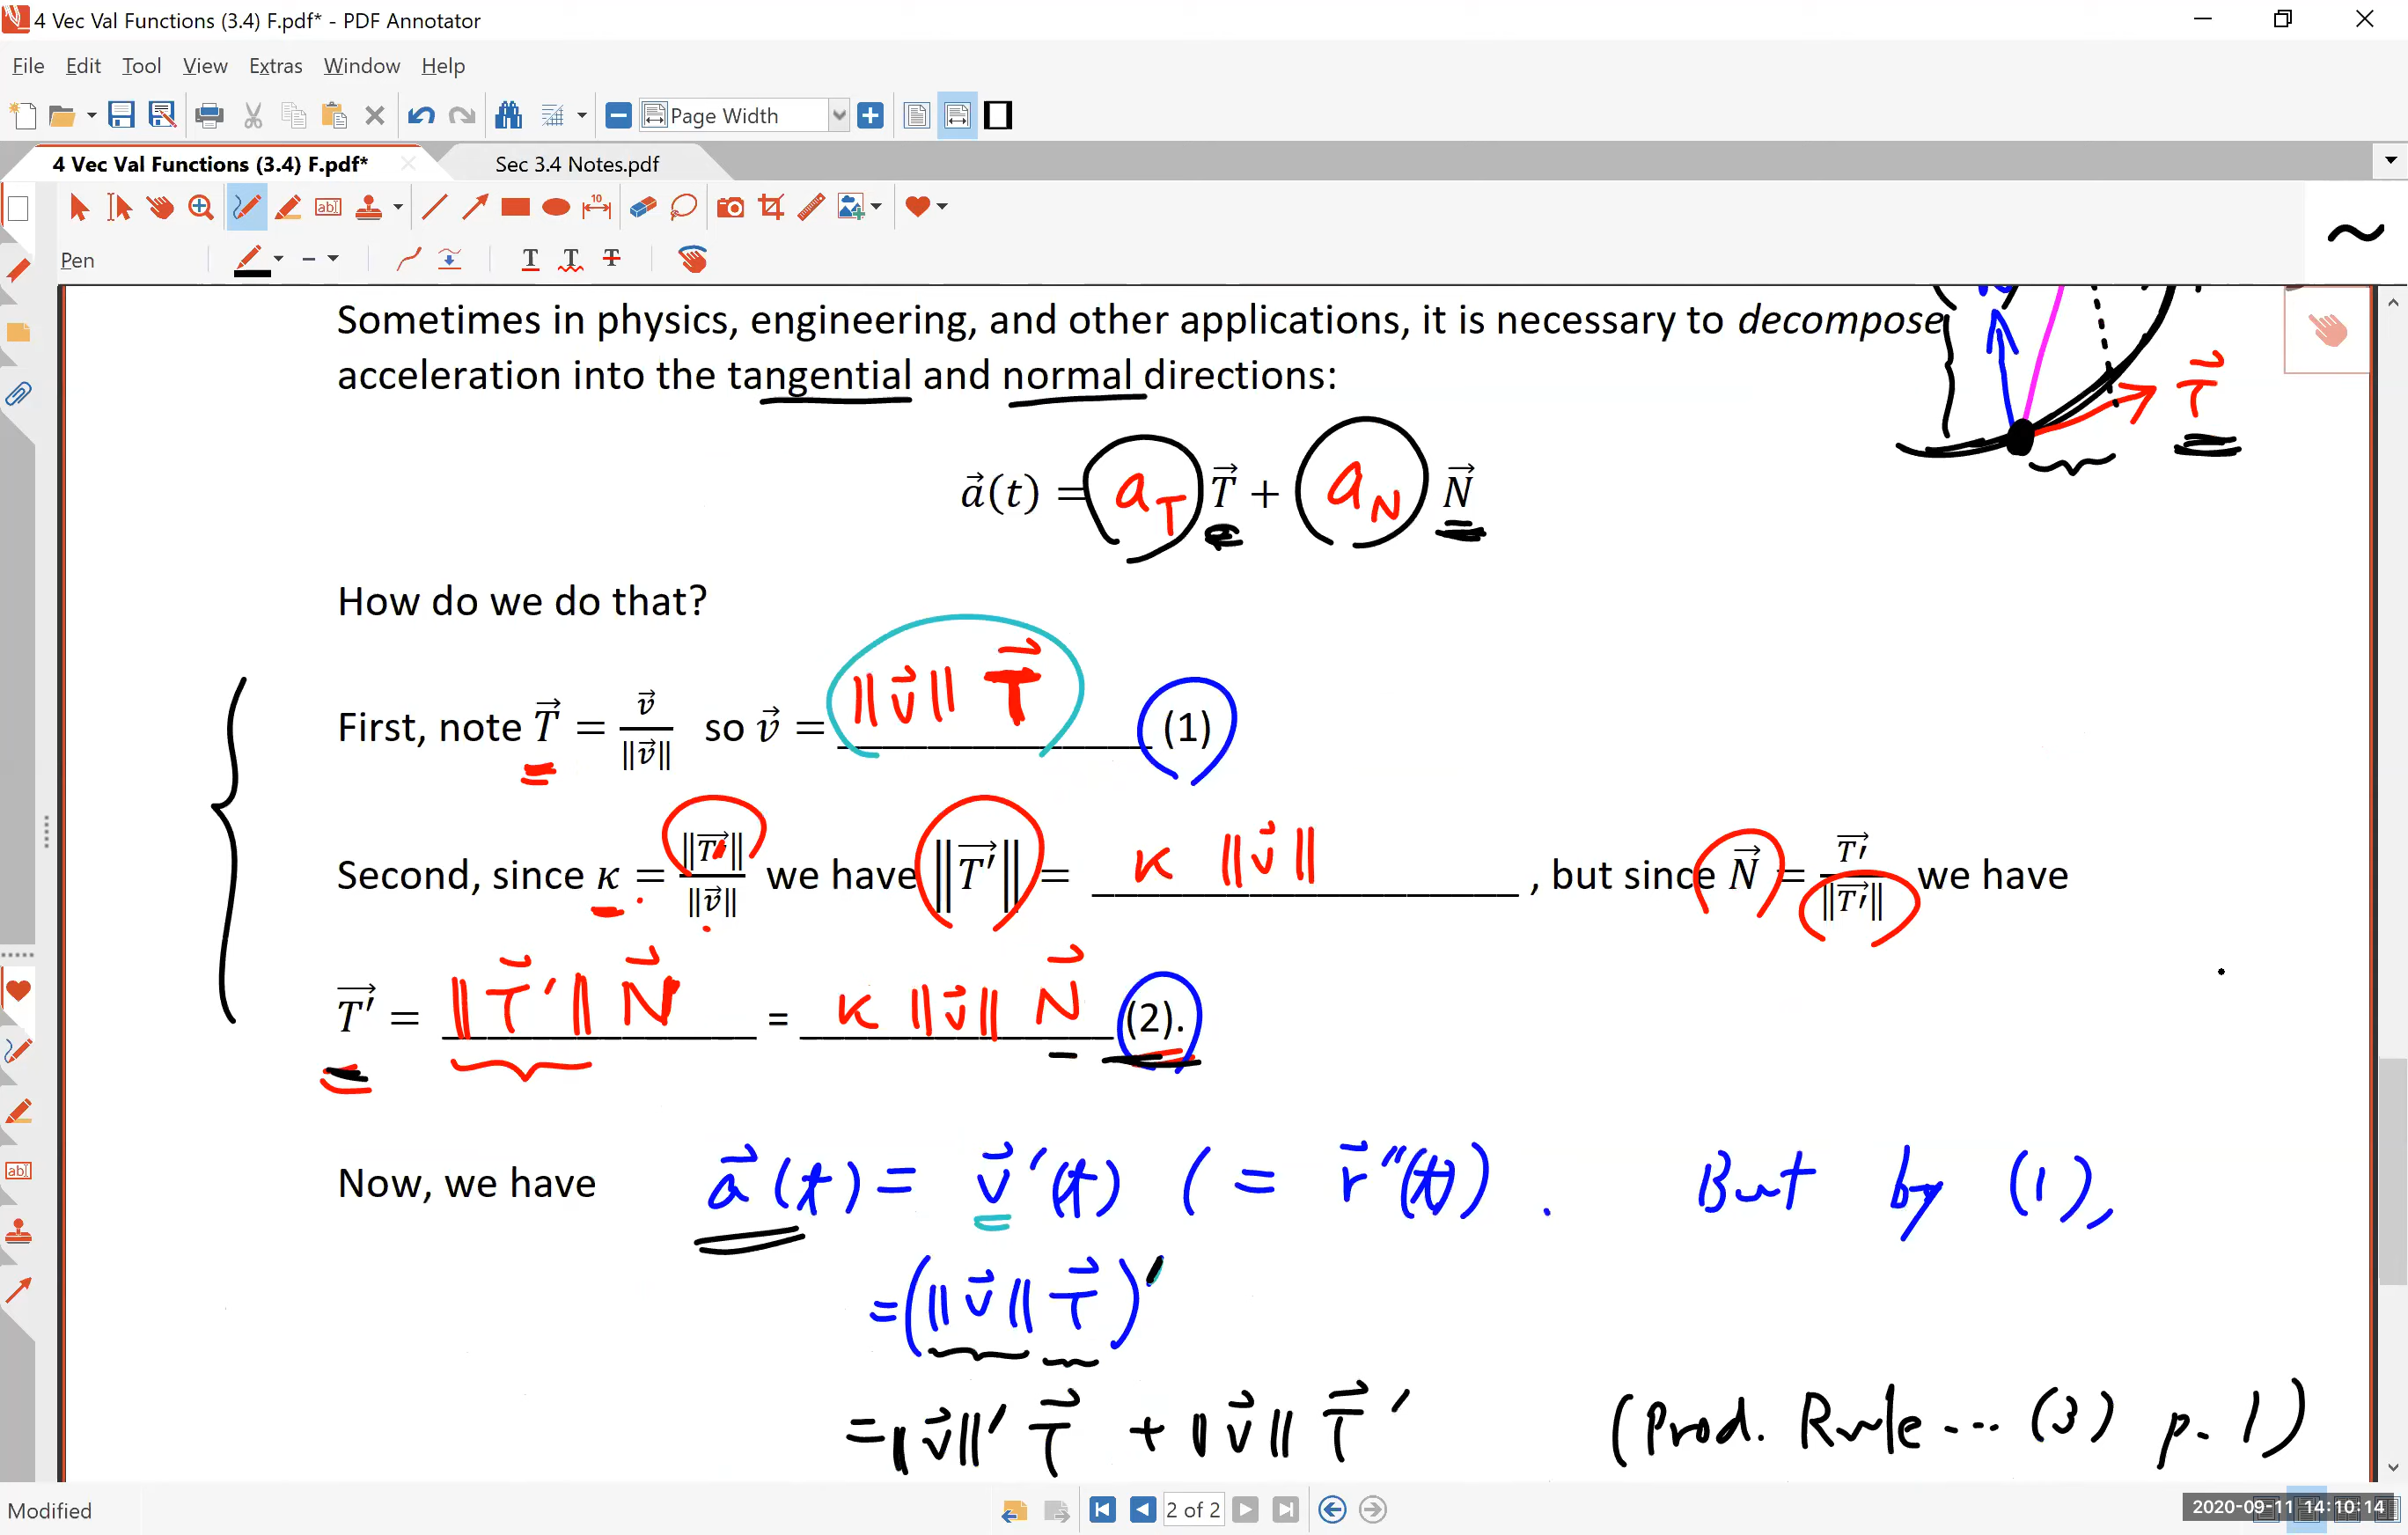 4 Vec Val Functions (3.4) F.pdf* - PDF Annotator
File Edit Tool View Extras Window Help
Page Width
4 Vec Val Functions (3.4) F.pdf* Sec 3.4 Notes.pdf
Pen
Sometimes in physics, engineering, and other applications, it is necessary to decompose
acceleration into the tangential and normal directions:
T⃗
a⃗(t) = a_T T⃗ + a_N N⃗
How do we do that?
First, note T⃗ = v⃗/‖v⃗‖ so v⃗ = ‖v⃗‖ T⃗ (1)
Second, since κ = ‖T⃗′‖/‖v⃗‖ we have ‖T⃗′‖ = κ ‖v⃗‖ , but since N⃗ = T⃗′/‖T⃗′‖ we have
T⃗′ = ‖T⃗′‖ N⃗ = κ ‖v⃗‖ N⃗ (2).
Now, we have a⃗(t) = v⃗′(t) ( = r⃗″(t) ) . But by (1),
= (‖v⃗‖ T⃗)′
= ‖v⃗‖′ T⃗ + ‖v⃗‖ T⃗′ (Prod. Rule ... (3) p. 1)
Modified 2 of 2 2020-09-11 14:10:14